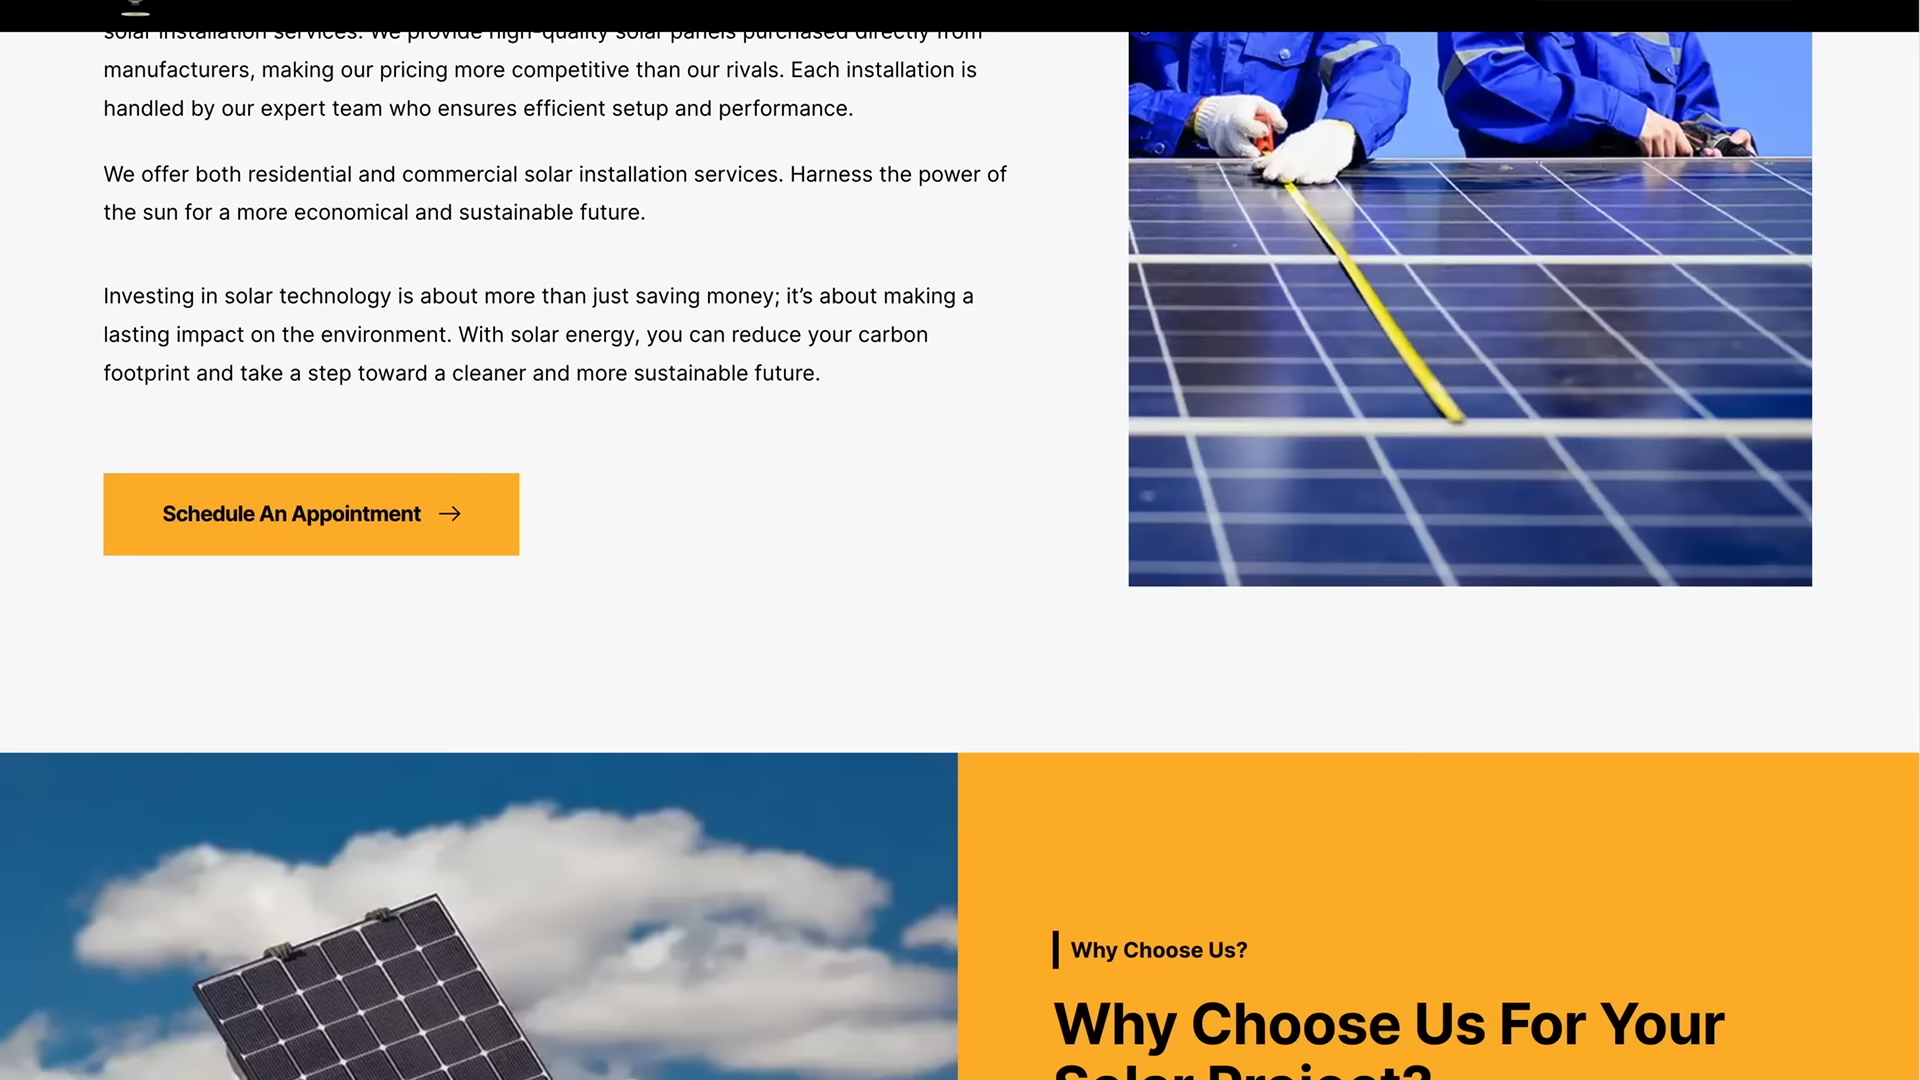 solar installation services. We provide high-quality solar panels purchased directly from
manufacturers, making our pricing more competitive than our rivals. Each installation is
handled by our expert team who ensures efficient setup and performance.
We offer both residential and commercial solar installation services. Harness the power of
the sun for a more economical and sustainable future.
Investing in solar technology is about more than just saving money; it’s about making a
lasting impact on the environment. With solar energy, you can reduce your carbon
footprint and take a step toward a cleaner and more sustainable future.
Schedule An Appointment
Why Choose Us?
Why Choose Us For Your
Solar Project?